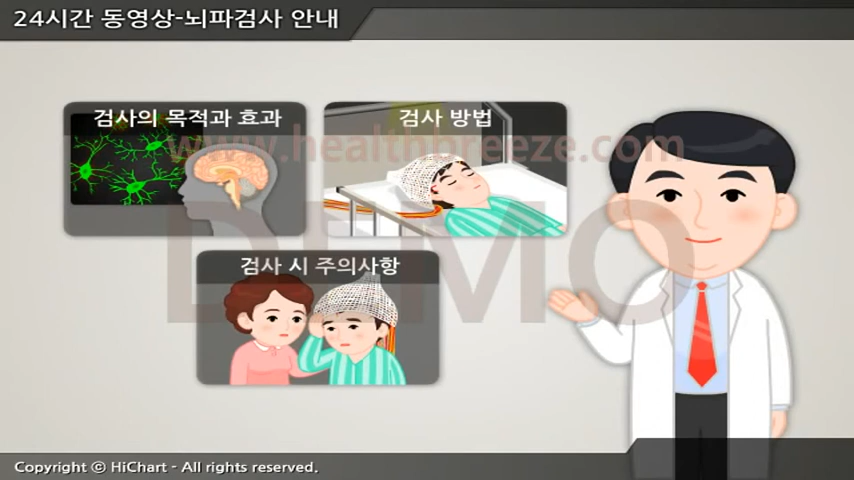 24시간 동영상-뇌파검사 안내
검사의 목적과 효과
검사 방법
www.healthbreeze.com
DEMO
검사 시 주의사항
Copyright ⓒ HiChart - All rights reserved.